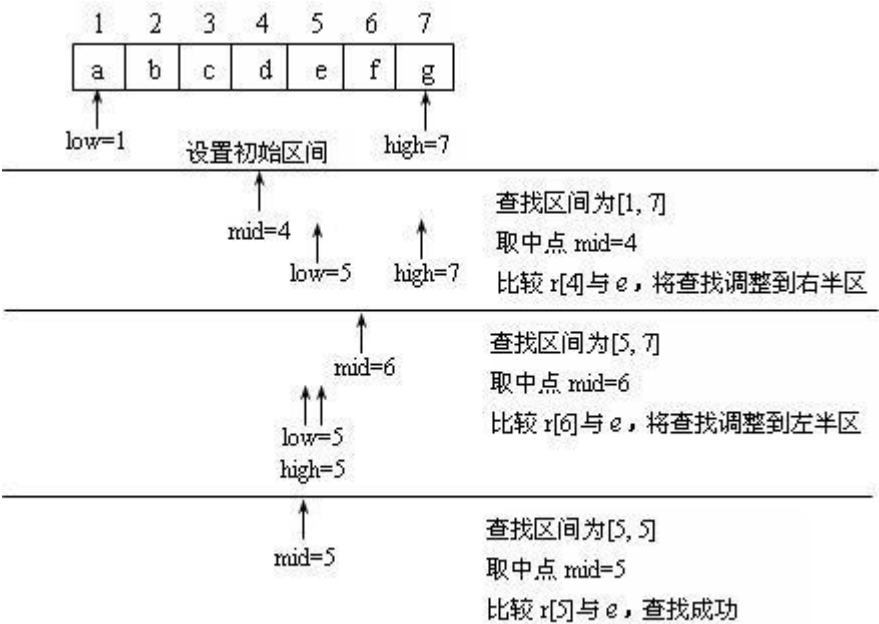 1 2 3 4 5 6 7
a b c d e f g
low=1 设置初始区间 high=7
mid=4
low=5 high=7
查找区间为[1, 7]
取中点 mid=4
比较 r[4]与 e，将查找调整到右半区
mid=6
low=5
high=5
查找区间为[5, 7]
取中点 mid=6
比较 r[6]与 e，将查找调整到左半区
mid=5
查找区间为[5, 5]
取中点 mid=5
比较 r[5]与 e，查找成功